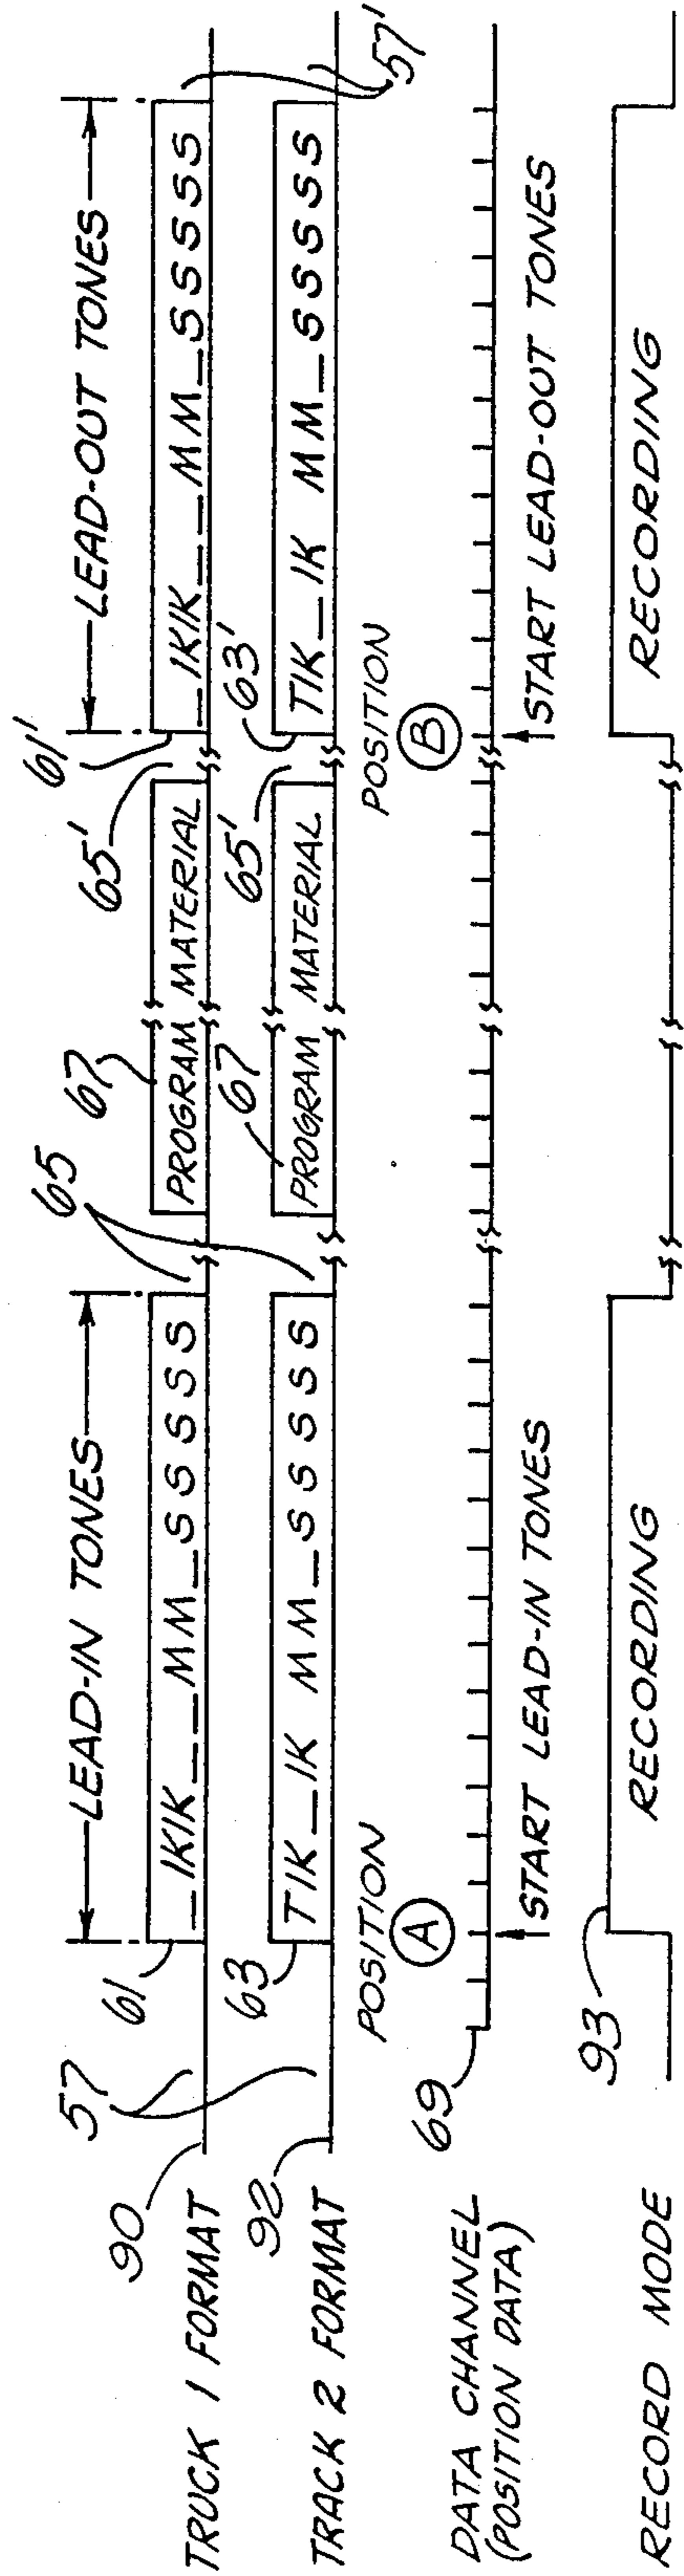 LEAD-IN TONES
LEAD-OUT TONES
61
65
67
65'
61'
57
90
TRUCK 1 FORMAT
_IKIK__MM_SSSSS
PROGRAM MATERIAL
_IKIK__MM_SSSSS
57'
63
67
65'
63'
92
TRACK 2 FORMAT
TIK_IK MM_SSSSS
PROGRAM MATERIAL
TIK_IK MM_SSSSS
POSITION
A
POSITION
B
69
DATA CHANNEL
(POSITION DATA)
START LEAD-IN TONES
START LEAD-OUT TONES
93
RECORD MODE
RECORDING
RECORDING